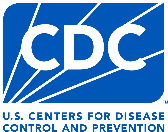 CDC
U.S. CENTERS FOR DISEASE
CONTROL AND PREVENTION